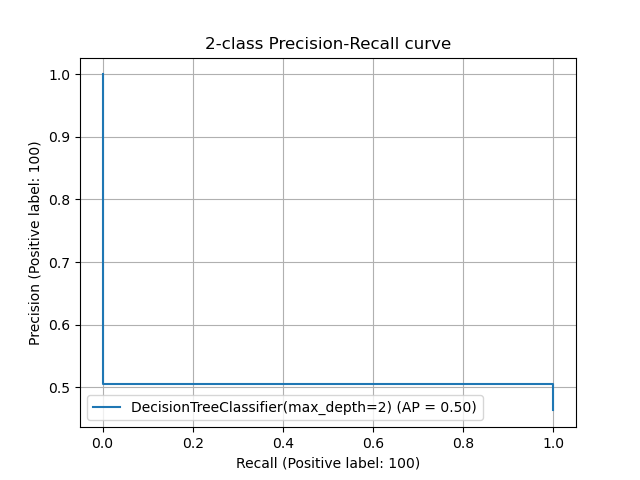 2-class Precision-Recall curve
Precision (Positive label: 100)
1.0
0.9
0.8
0.7
0.6
0.5
DecisionTreeClassifier(max_depth=2) (AP = 0.50)
0.0 0.2 0.4 0.6 0.8 1.0
Recall (Positive label: 100)